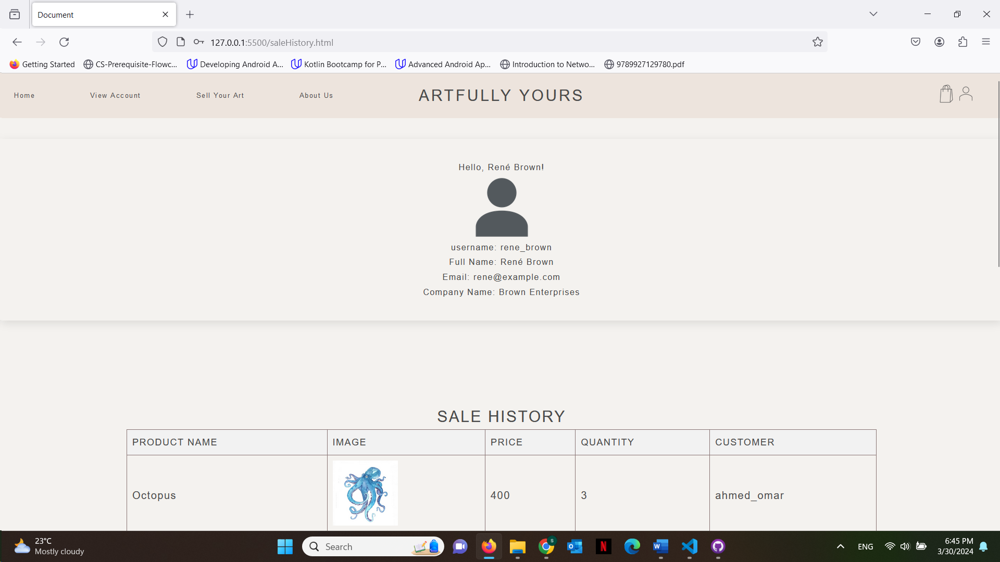 Document
127.0.0.1:5500/saleHistory.html
Getting Started CS-Prerequisite-Flowc... Developing Android A... Kotlin Bootcamp for P... Advanced Android Ap... Introduction to Netwo... 9789927129780.pdf
Home View Account Sell Your Art About Us ARTFULLY YOURS
Hello, René Brown!
username: rene_brown
Full Name: René Brown
Email: rene@example.com
Company Name: Brown Enterprises
SALE HISTORY
PRODUCT NAME IMAGE PRICE QUANTITY CUSTOMER
Octopus 400 3 ahmed_omar
23°C
Mostly cloudy
Search
ENG
6:45 PM
3/30/2024